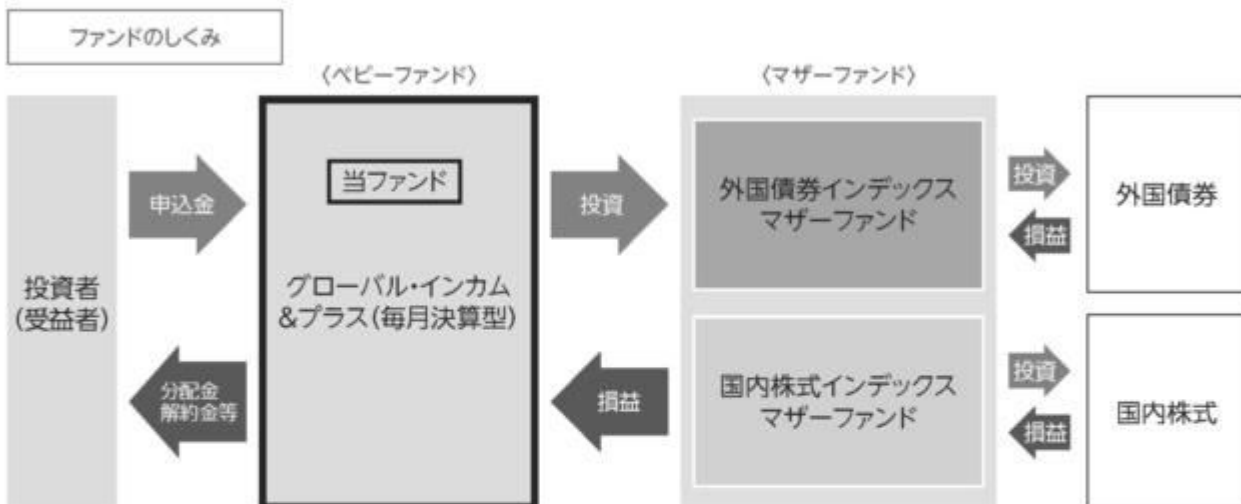 ファンドのしくみ
〈ベビーファンド〉
〈マザーファンド〉
投資者
(受益者)
申込金
分配金
解約金等
当ファンド
グローバル・インカム
&プラス(毎月決算型)
投資
損益
外国債券インデックス
マザーファンド
国内株式インデックス
マザーファンド
投資
損益
投資
損益
外国債券
国内株式